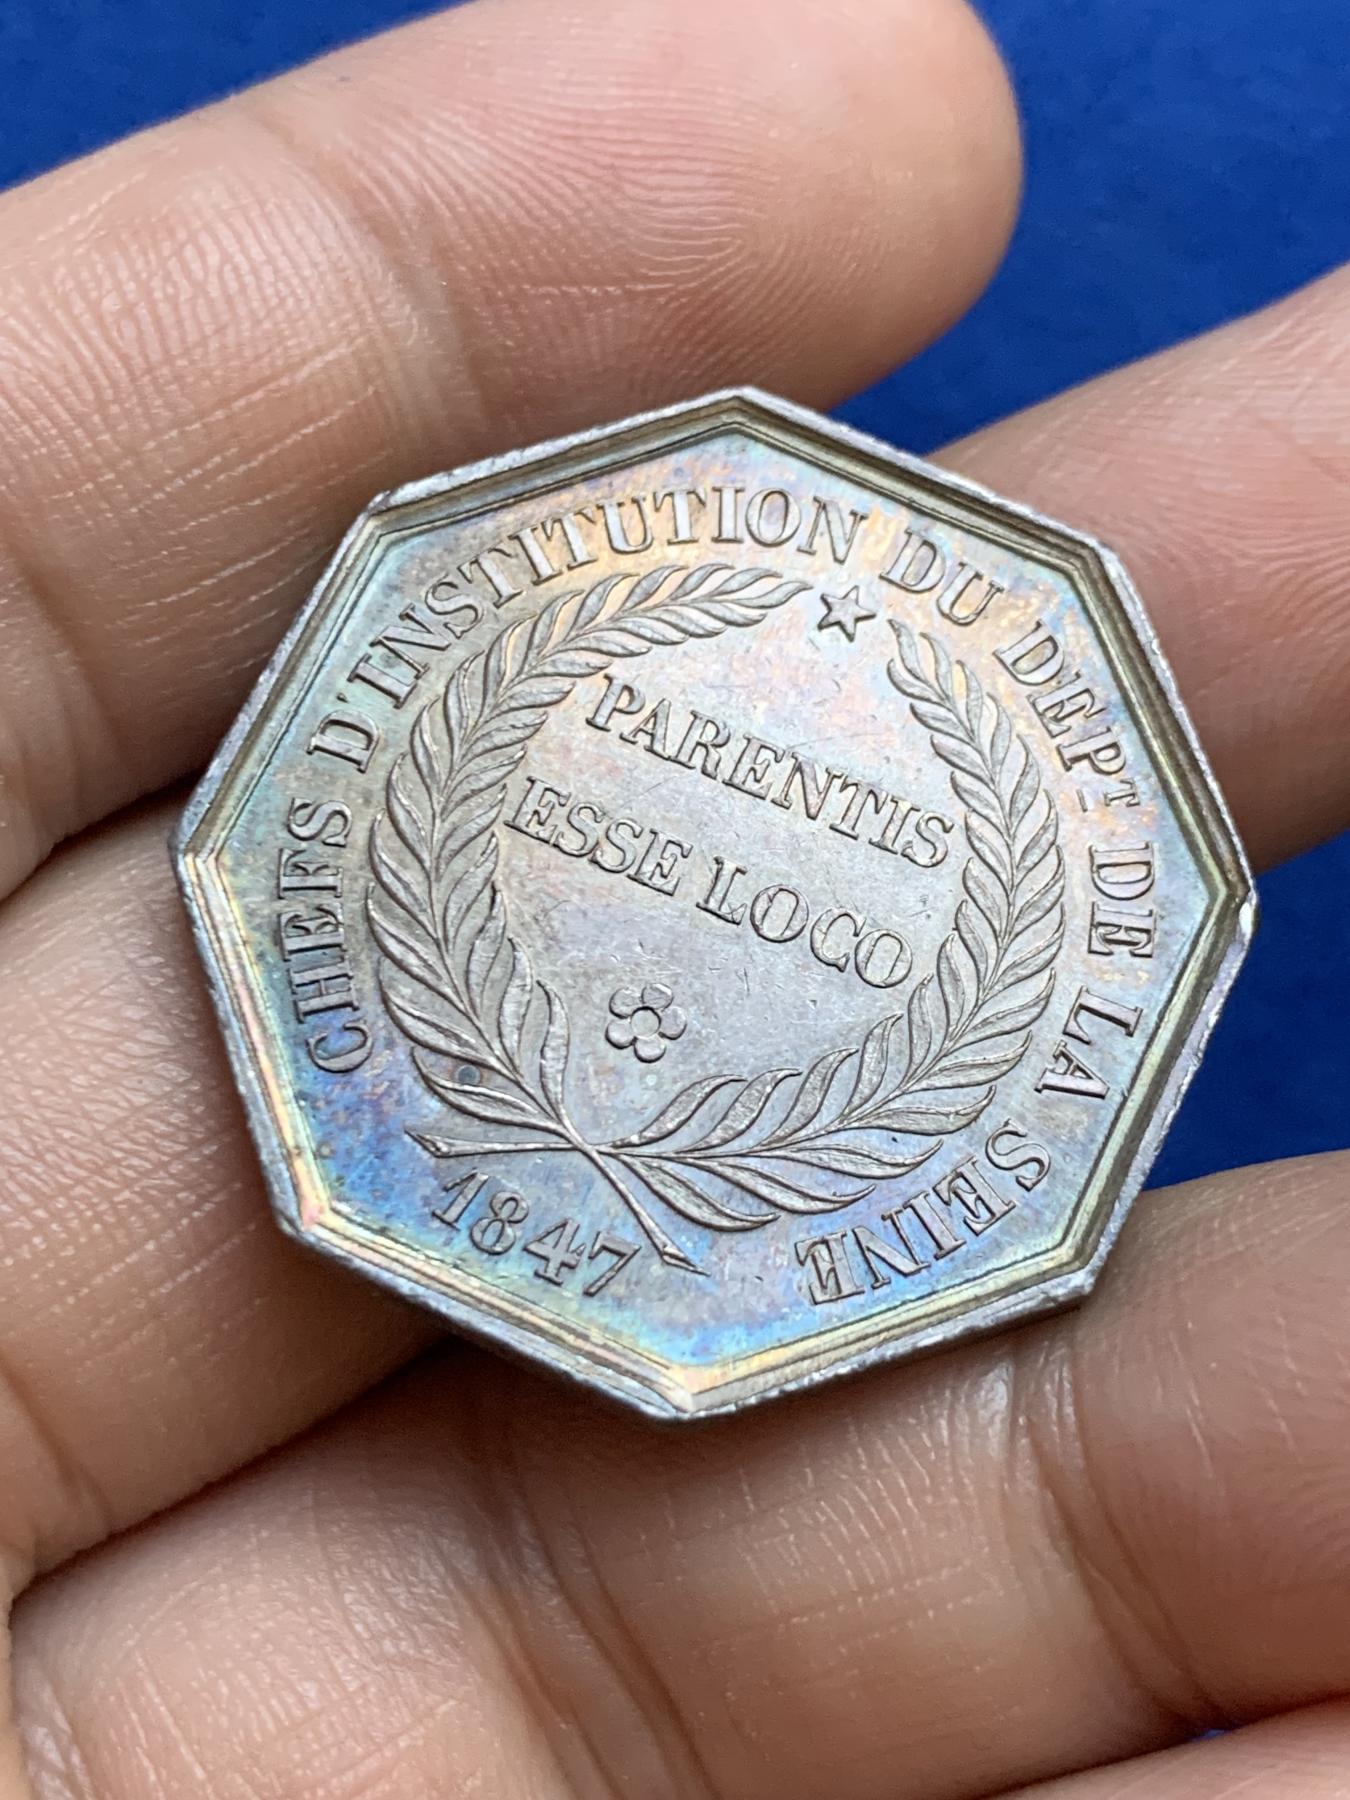 CHEFS D'INSTITUTION DU DEPT DE LA SEINE
PARENTIS
ESSE LOCO
1847